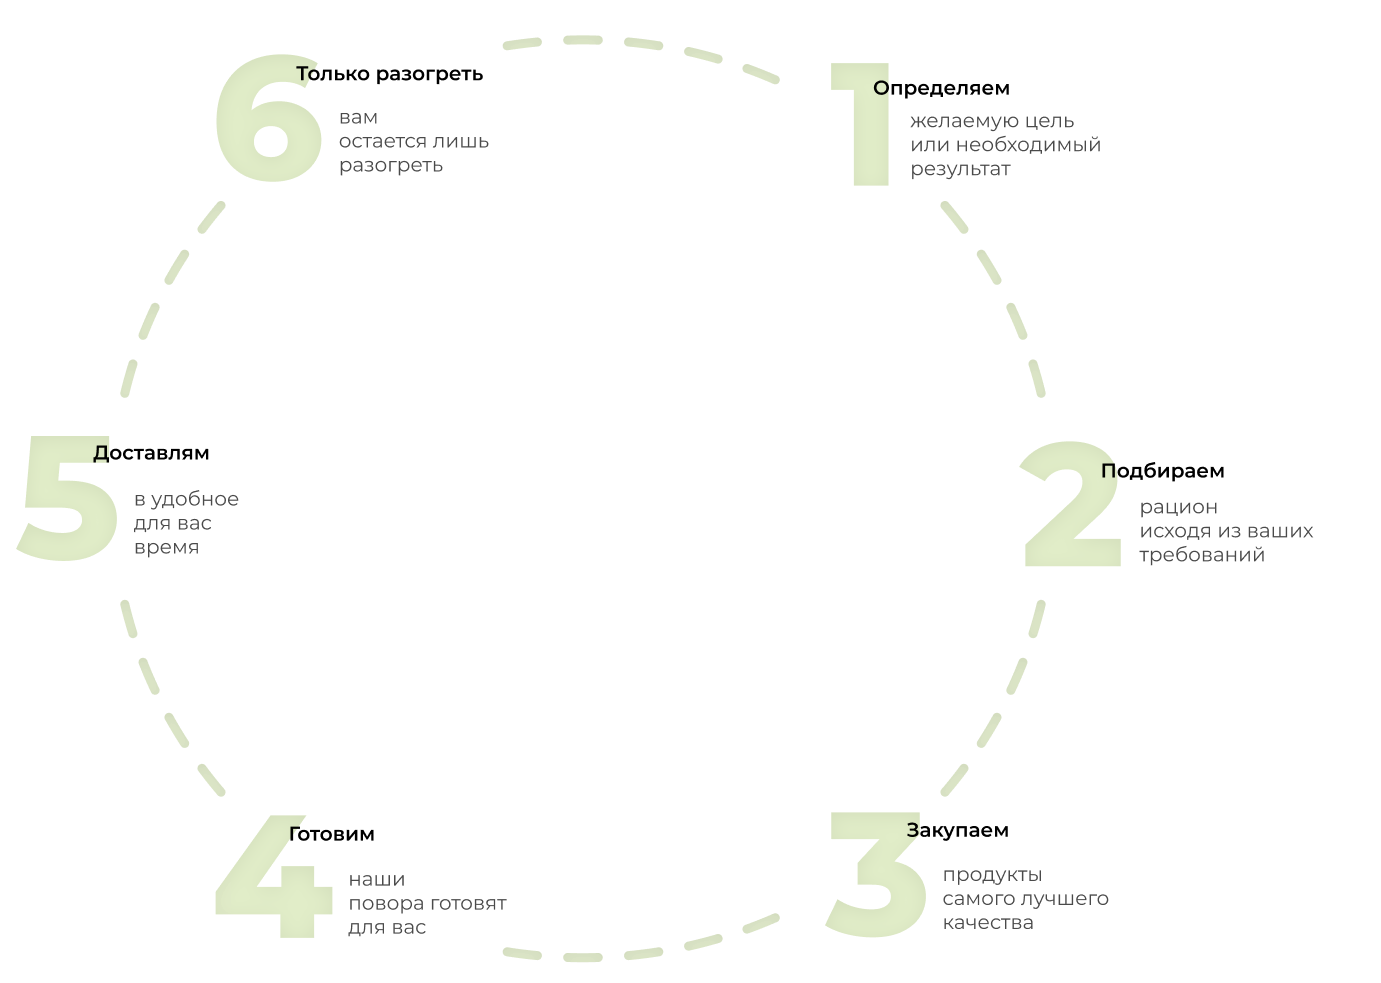 1
Определяем
желаемую цель
или необходимый
результат
2
Подбираем
рацион
исходя из ваших
требований
3
Закупаем
продукты
самого лучшего
качества
4
Готовим
наши
повора готовят
для вас
5
Доставлям
в удобное
для вас
время
6
Только разогреть
вам
остается лишь
разогреть